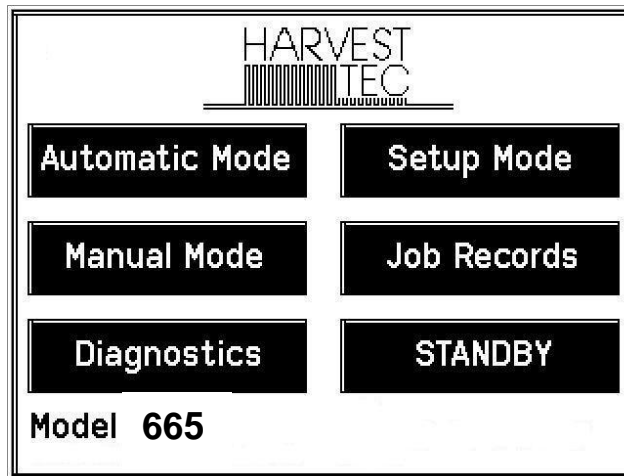 HARVEST
TEC
Automatic Mode
Setup Mode
Manual Mode
Job Records
Diagnostics
STANDBY
Model 665